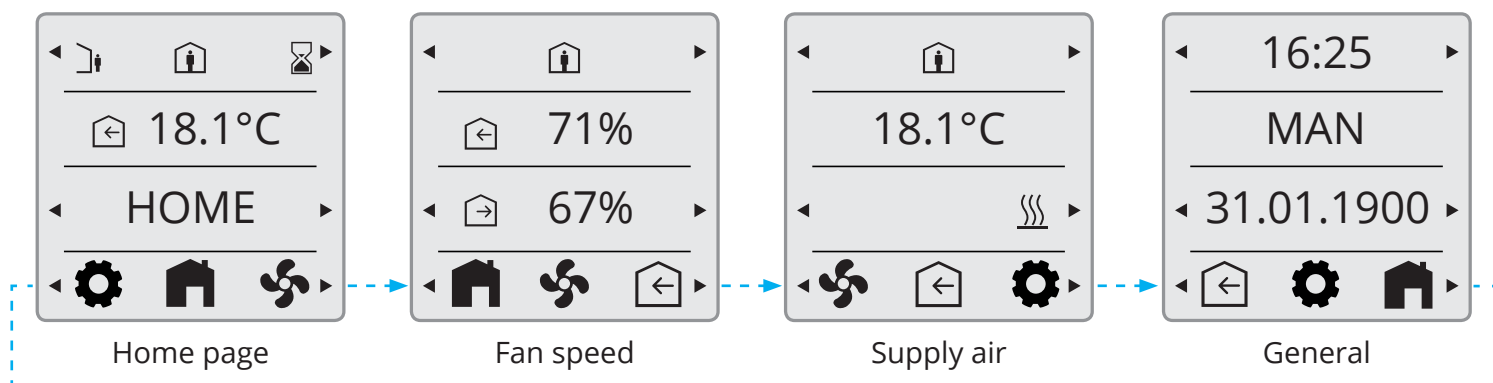 18.1°C
HOME
Home page
71%
67%
Fan speed
18.1°C
Supply air
16:25
MAN
31.01.1900
General